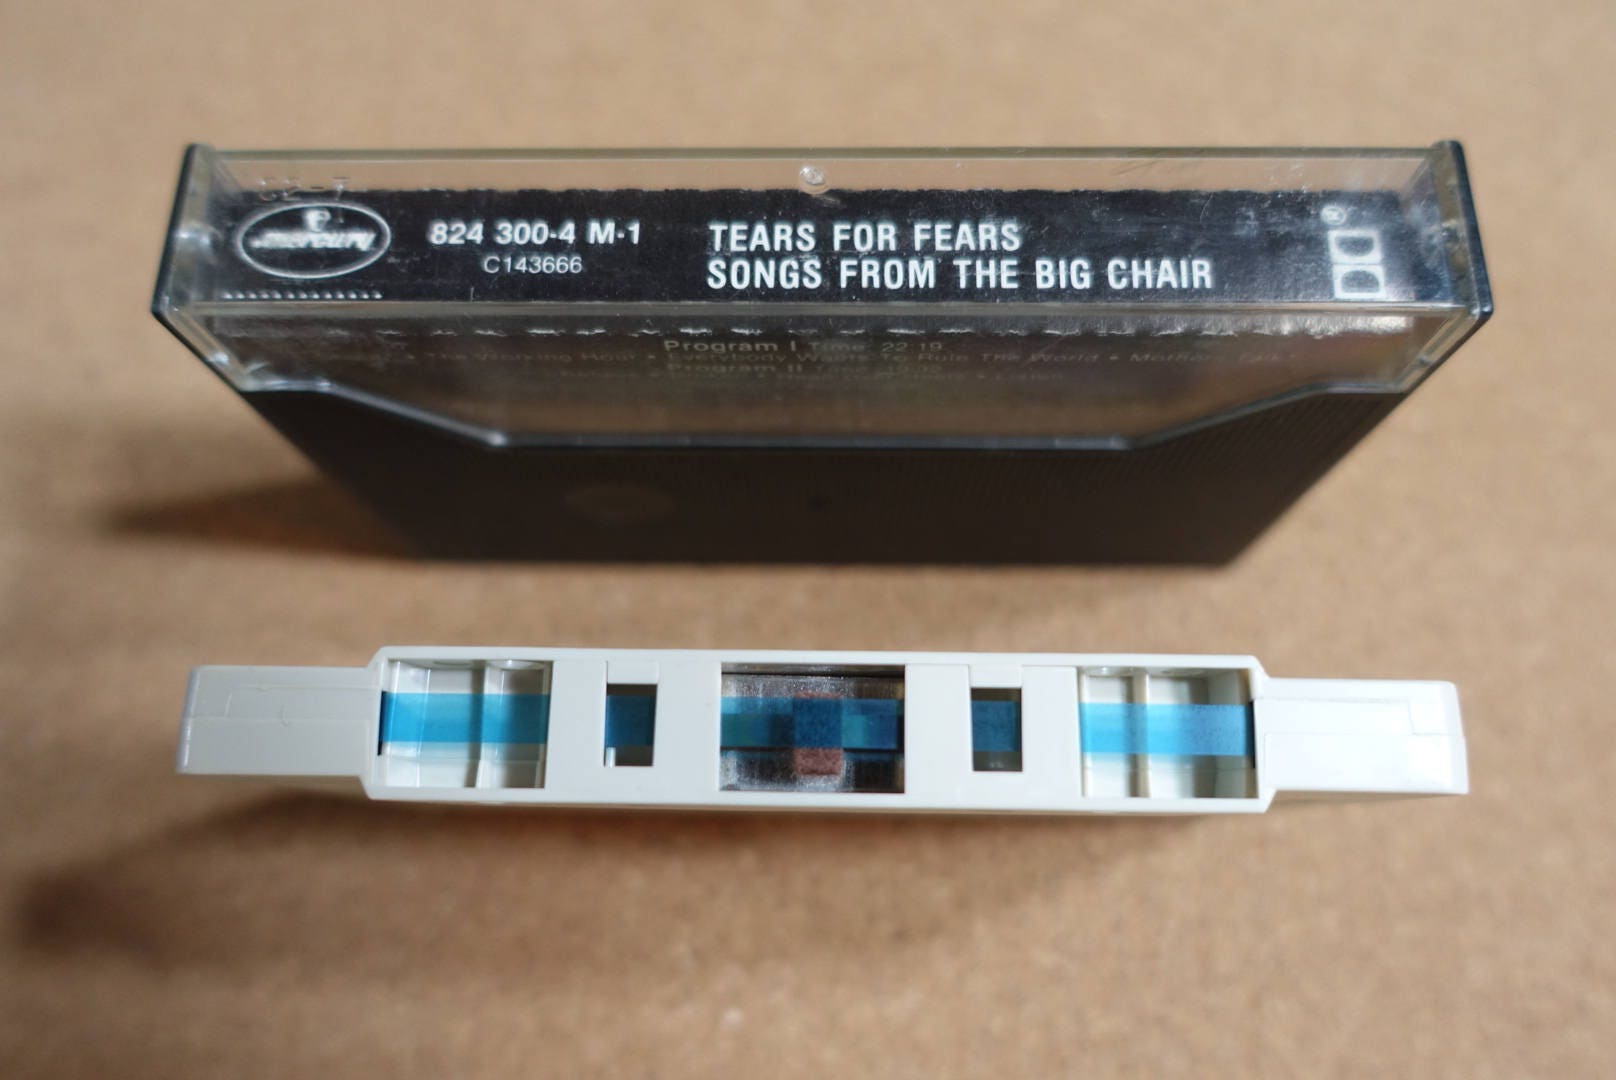 mercury
824 300-4 M-1
C143666
TEARS FOR FEARS
SONGS FROM THE BIG CHAIR
Program I Time 22:19
• The Working Hour • Everybody Wants To Rule The World • Mothers Talk
Program II Time